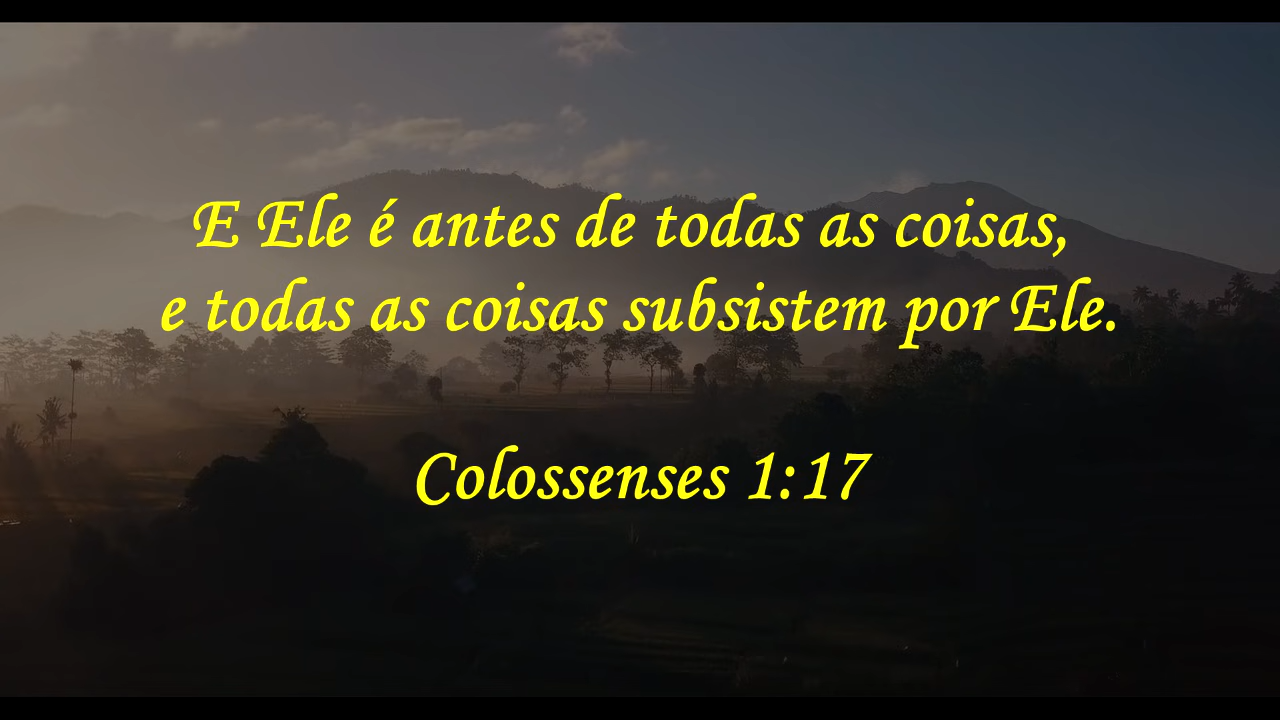 E Ele é antes de todas as coisas,
e todas as coisas subsistem por Ele.
Colossenses 1:17